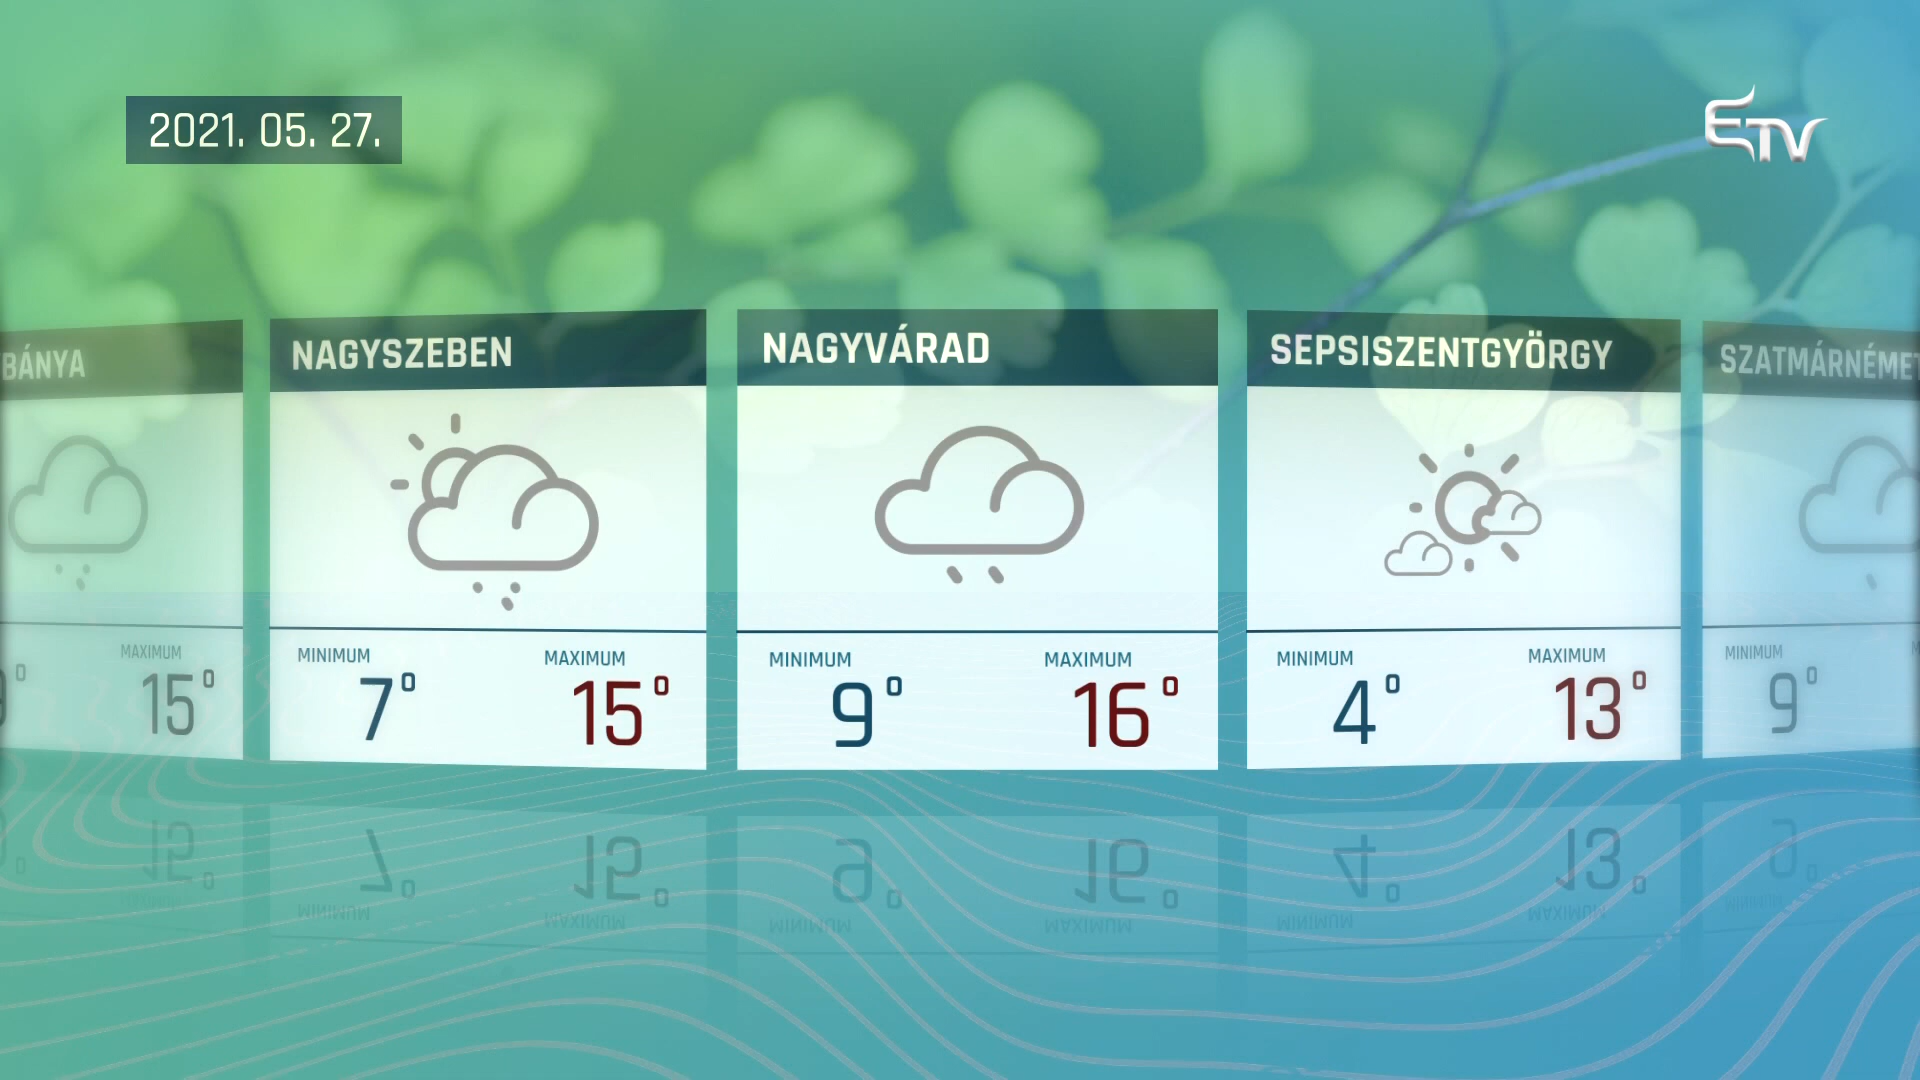 2021. 05. 27.
ETV
BÁNYA
NAGYSZEBEN
NAGYVÁRAD
SEPSISZENTGYÖRGY
SZATMÁRNÉMET
MAXIMUM
15°
MINIMUM
7°
MAXIMUM
15°
MINIMUM
9°
MAXIMUM
16°
MINIMUM
4°
MAXIMUM
13°
MINIMUM
9°